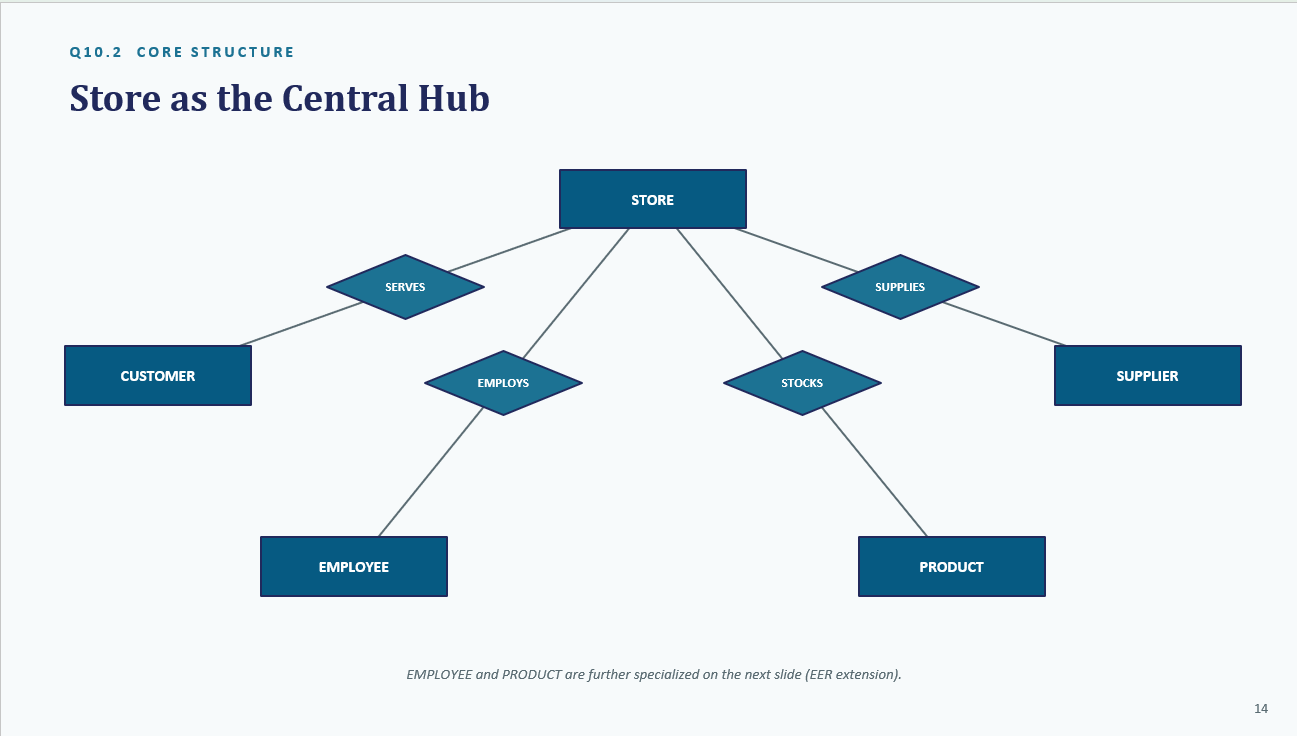 Q10.2 CORE STRUCTURE
Store as the Central Hub
STORE
SERVES
SUPPLIES
CUSTOMER
EMPLOYS
STOCKS
SUPPLIER
EMPLOYEE
PRODUCT
EMPLOYEE and PRODUCT are further specialized on the next slide (EER extension).
14